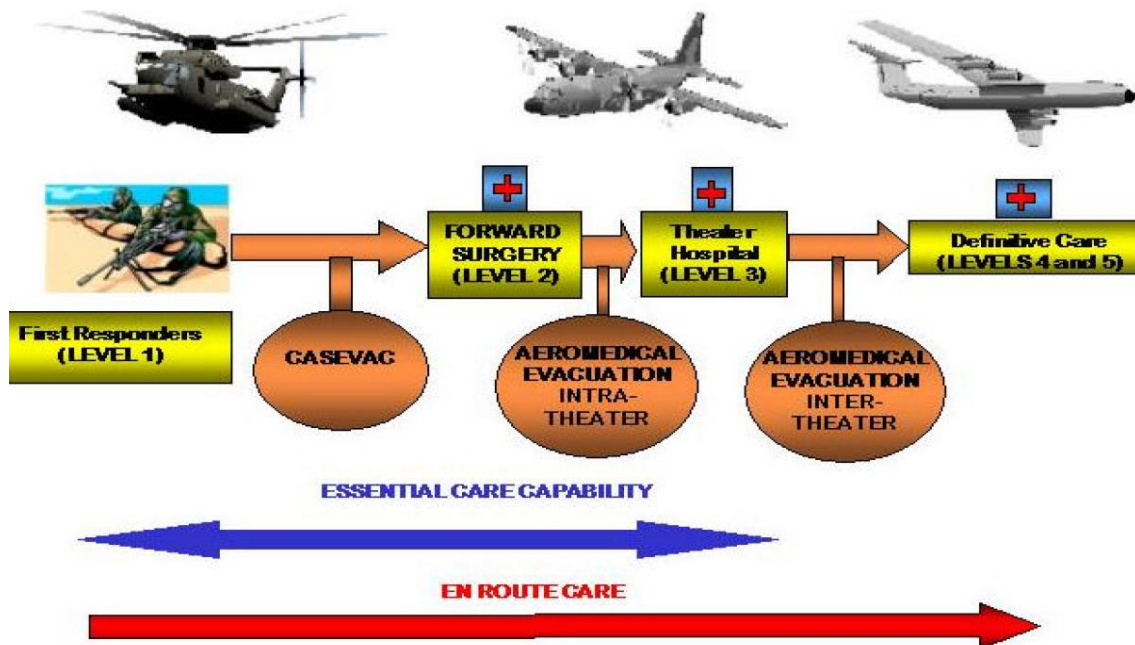 FORWARD
SURGERY
(LEVEL 2)
Theater
Hospital
(LEVEL 3)
Definitive Care
(LEVELS 4 and 5)
First Responders
(LEVEL 1)
CASEVAC
AEROMEDICAL
EVACUATION
INTRA-
THEATER
AEROMEDICAL
EVACUATION
INTER-
THEATER
ESSENTIAL CARE CAPABILITY
EN ROUTE CARE